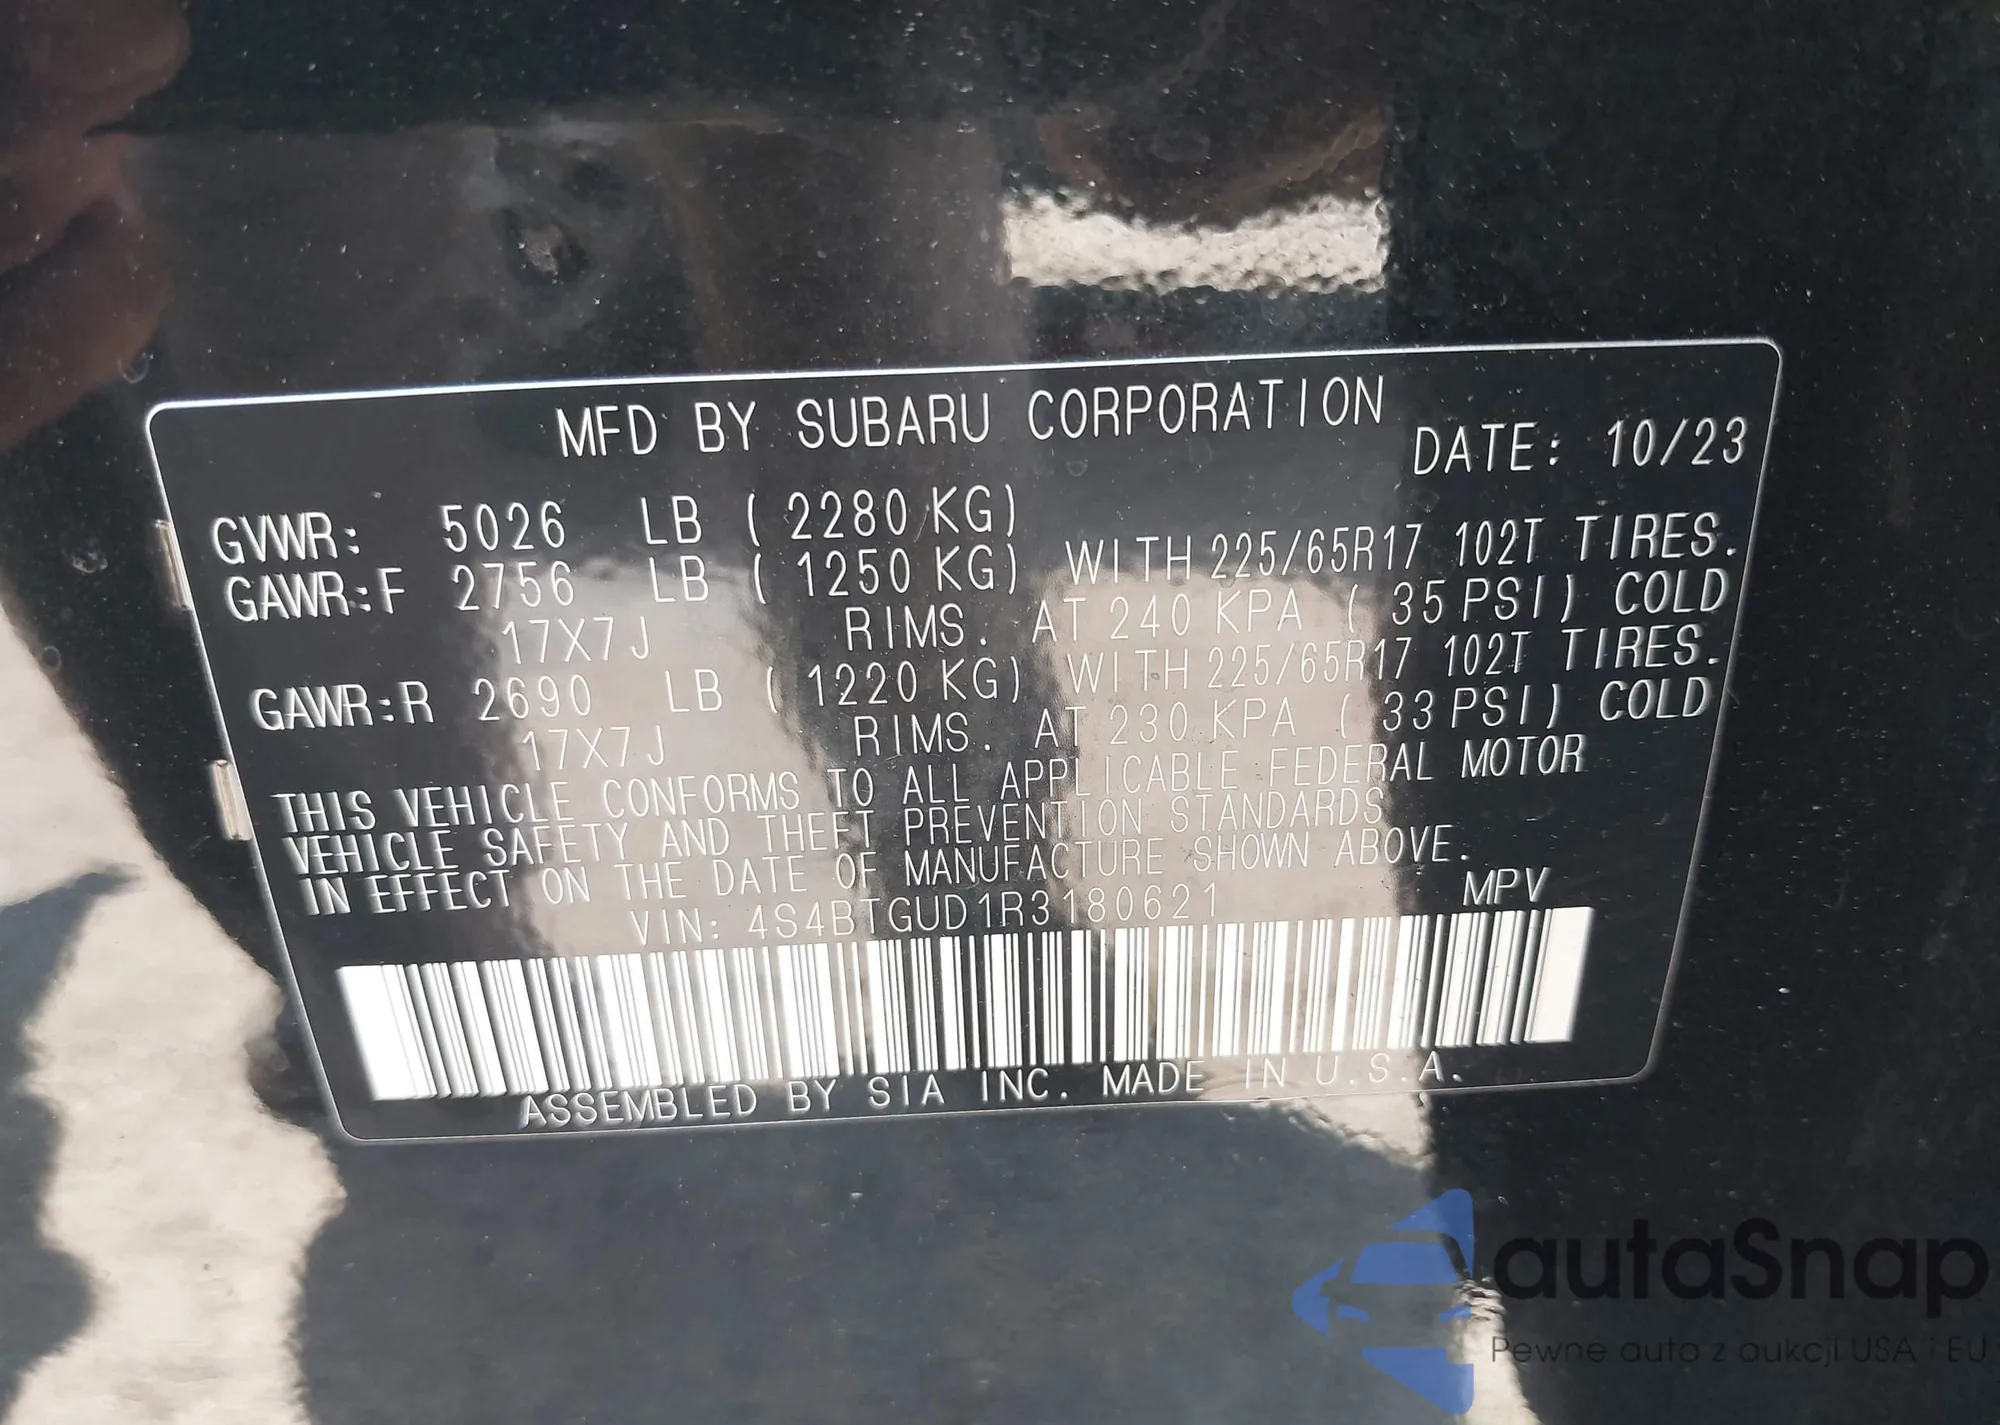 MFD BY SUBARU CORPORATION
DATE: 10/23
GVWR: 5026 LB ( 2280 KG)
GAWR:F 2756 LB ( 1250 KG) WITH 225/65R17 102T TIRES.
17X7J RIMS. AT 240 KPA ( 35 PSI) COLD
GAWR:R 2690 LB ( 1220 KG) WITH 225/65R17 102T TIRES.
17X7J RIMS. AT 230 KPA ( 33 PSI) COLD
THIS VEHICLE CONFORMS TO ALL APPLICABLE FEDERAL MOTOR
VEHICLE SAFETY AND THEFT PREVENTION STANDARDS
IN EFFECT ON THE DATE OF MANUFACTURE SHOWN ABOVE.
VIN: 4S4BTGUD1R3180621 MPV
ASSEMBLED BY SIA INC. MADE IN U.S.A.
autaSnap
Pewne auto z aukcji USA i EU